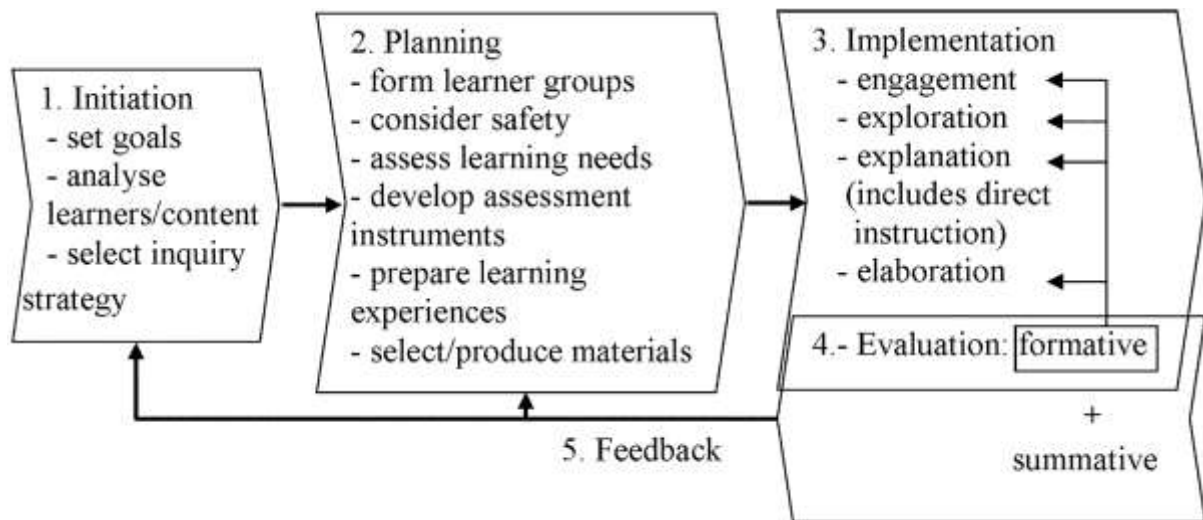 1. Initiation
- set goals
- analyse
learners/content
- select inquiry
strategy
2. Planning
- form learner groups
- consider safety
- assess learning needs
- develop assessment
instruments
- prepare learning
experiences
- select/produce materials
3. Implementation
- engagement
- exploration
- explanation
(includes direct
instruction)
- elaboration
4.- Evaluation: formative
+
summative
5. Feedback